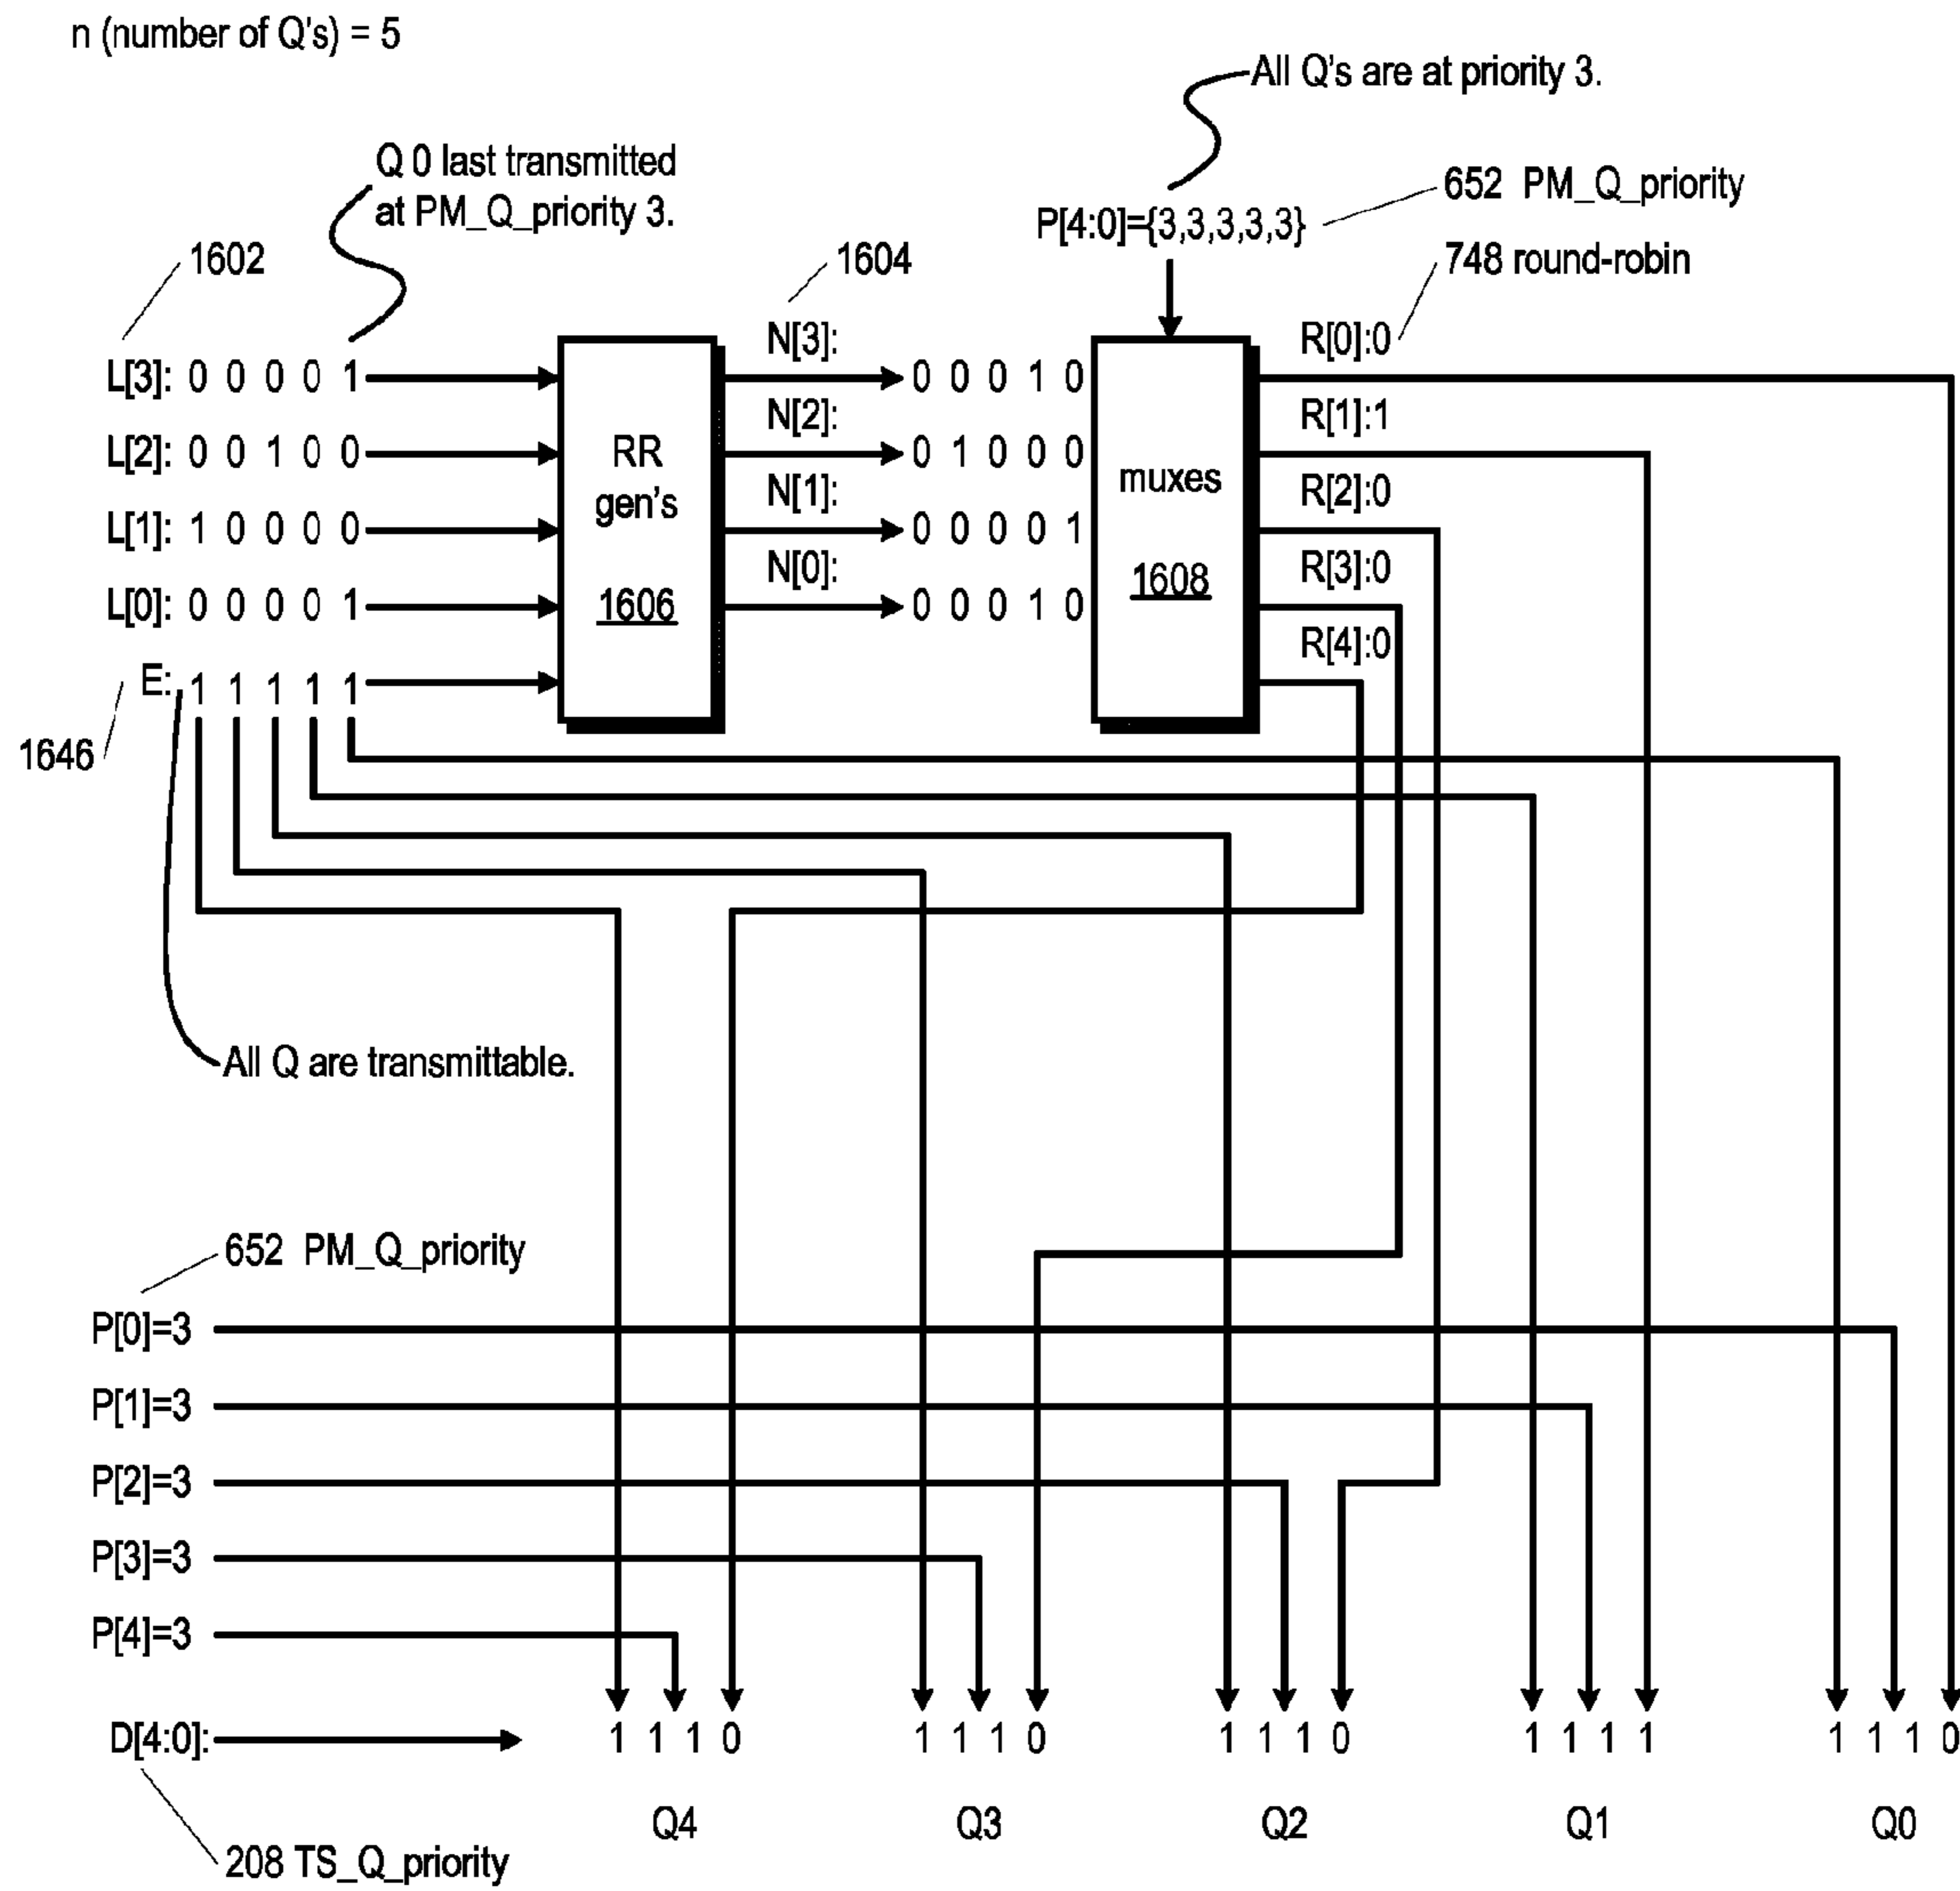 n (number of Q's) = 5
All Q's are at priority 3.
Q 0 last transmitted
at PM_Q_priority 3.
652 PM_Q_priority
P[4:0]={3,3,3,3,3}
1602
1604
748 round-robin
N[3]:
R[0]:0
L[3]: 0 0 0 0 1
0 0 0 1 0
N[2]:
R[1]:1
L[2]: 0 0 1 0 0
RR
0 1 0 0 0
muxes
N[1]:
R[2]:0
gen's
L[1]: 1 0 0 0 0
0 0 0 0 1
N[0]:
R[3]:0
1608
L[0]: 0 0 0 0 1
1606
0 0 0 1 0
R[4]:0
E: 1 1 1 1 1
1646
All Q are transmittable.
652 PM_Q_priority
P[0]=3
P[1]=3
P[2]=3
P[3]=3
P[4]=3
D[4:0]: 1 1 1 0 1 1 1 0 1 1 1 0 1 1 1 1 1 1 1 0
Q4 Q3 Q2 Q1 Q0
208 TS_Q_priority